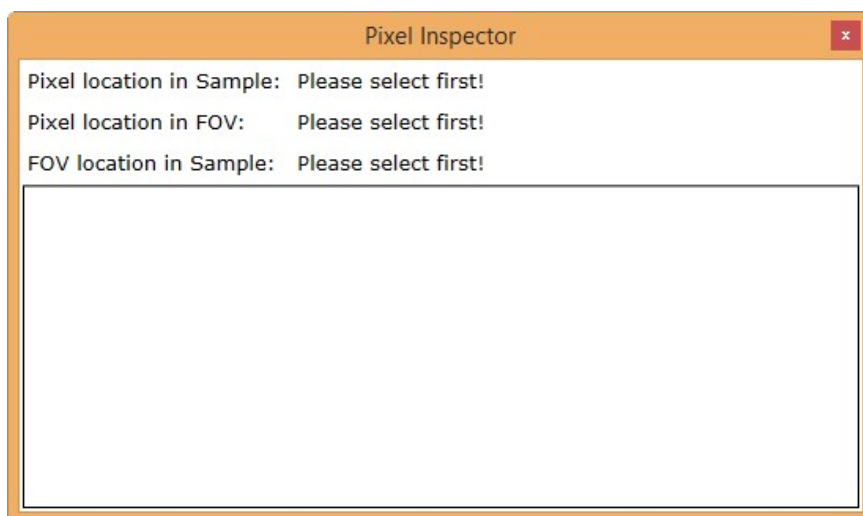 Pixel Inspector
x
Pixel location in Sample: Please select first!
Pixel location in FOV: Please select first!
FOV location in Sample: Please select first!